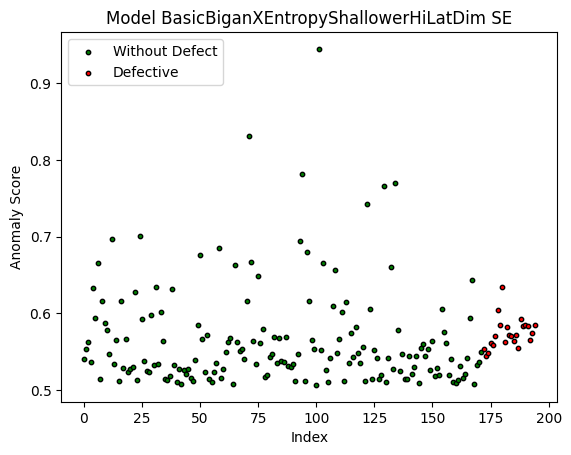 Model BasicBiganXEntropyShallowerHiLatDim SE
Without Defect
Defective
Anomaly Score
0.9
0.8
0.7
0.6
0.5
0 25 50 75 100 125 150 175 200
Index